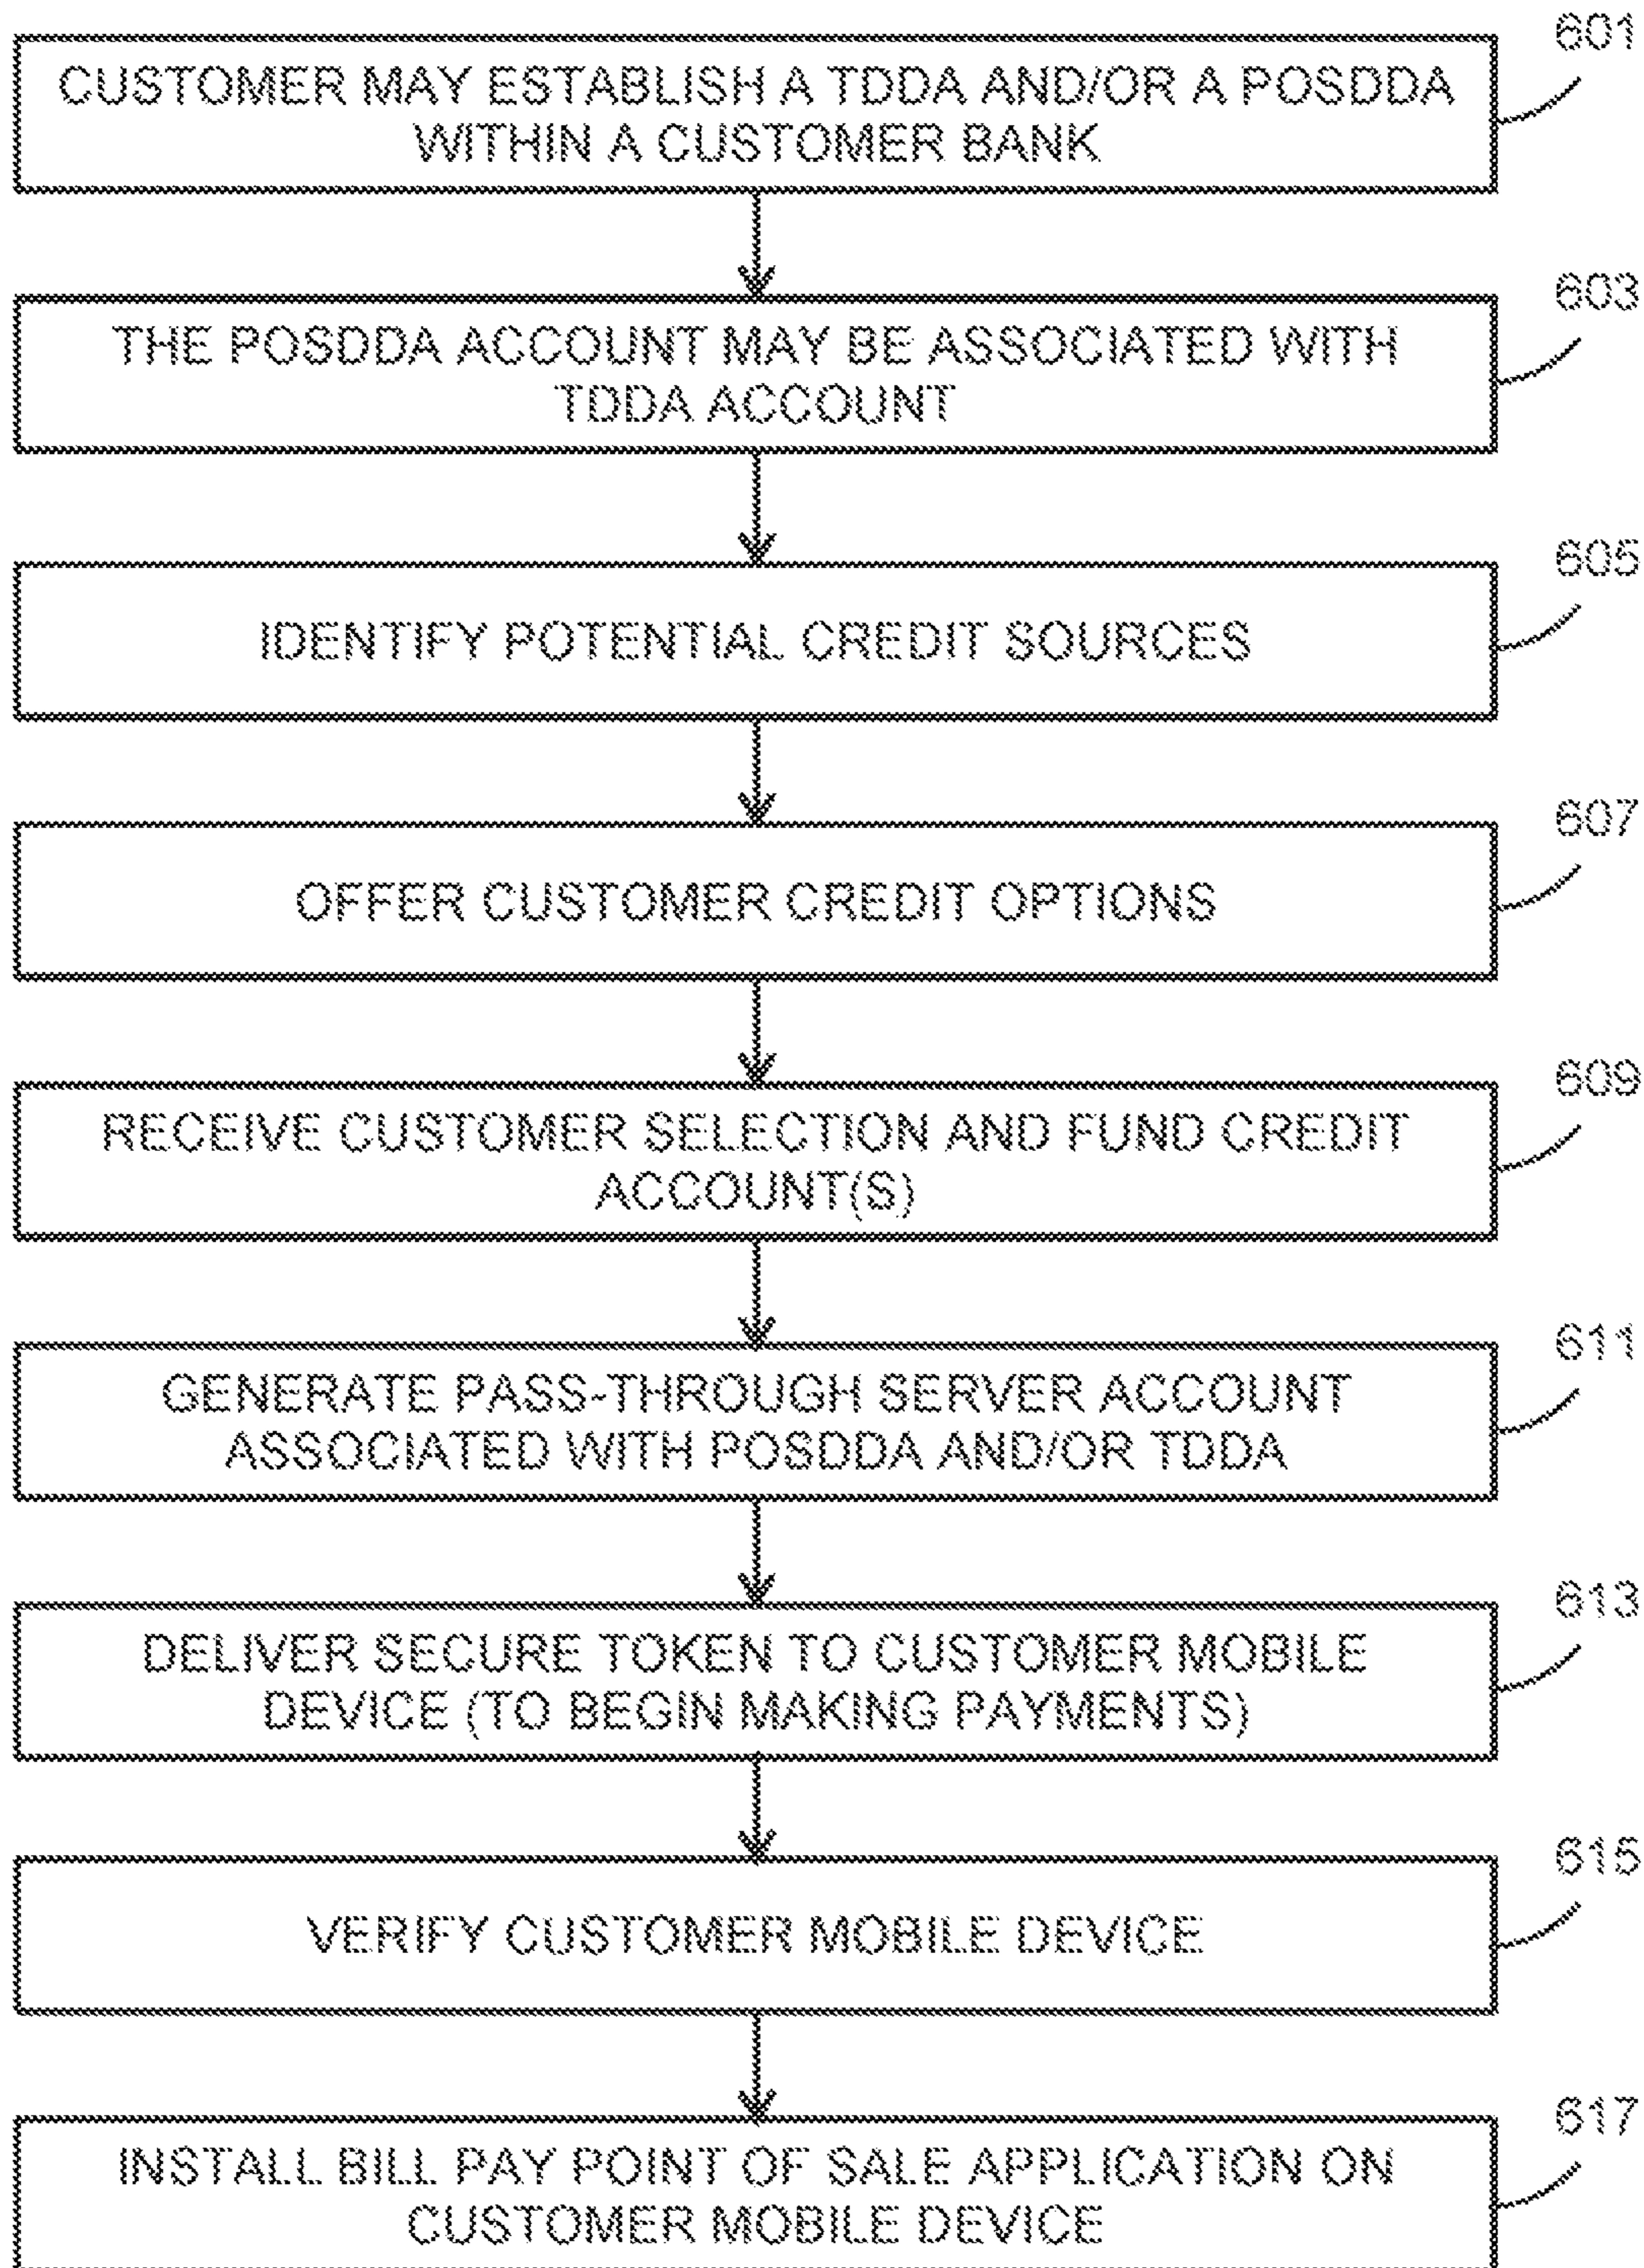 601
CUSTOMER MAY ESTABLISH A TDDA AND/OR A POSDDA
WITHIN A CUSTOMER BANK
603
THE POSDDA ACCOUNT MAY BE ASSOCIATED WITH
TDDA ACCOUNT
605
IDENTIFY POTENTIAL CREDIT SOURCES
607
OFFER CUSTOMER CREDIT OPTIONS
609
RECEIVE CUSTOMER SELECTION AND FUND CREDIT
ACCOUNT(S)
611
GENERATE PASS-THROUGH SERVER ACCOUNT
ASSOCIATED WITH POSDDA AND/OR TDDA
613
DELIVER SECURE TOKEN TO CUSTOMER MOBILE
DEVICE (TO BEGIN MAKING PAYMENTS)
615
VERIFY CUSTOMER MOBILE DEVICE
617
INSTALL BILL PAY POINT OF SALE APPLICATION ON
CUSTOMER MOBILE DEVICE